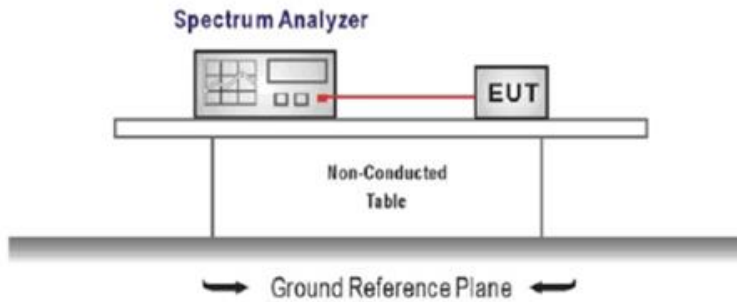 Spectrum Analyzer
EUT
Non-Conducted
Table
Ground Reference Plane